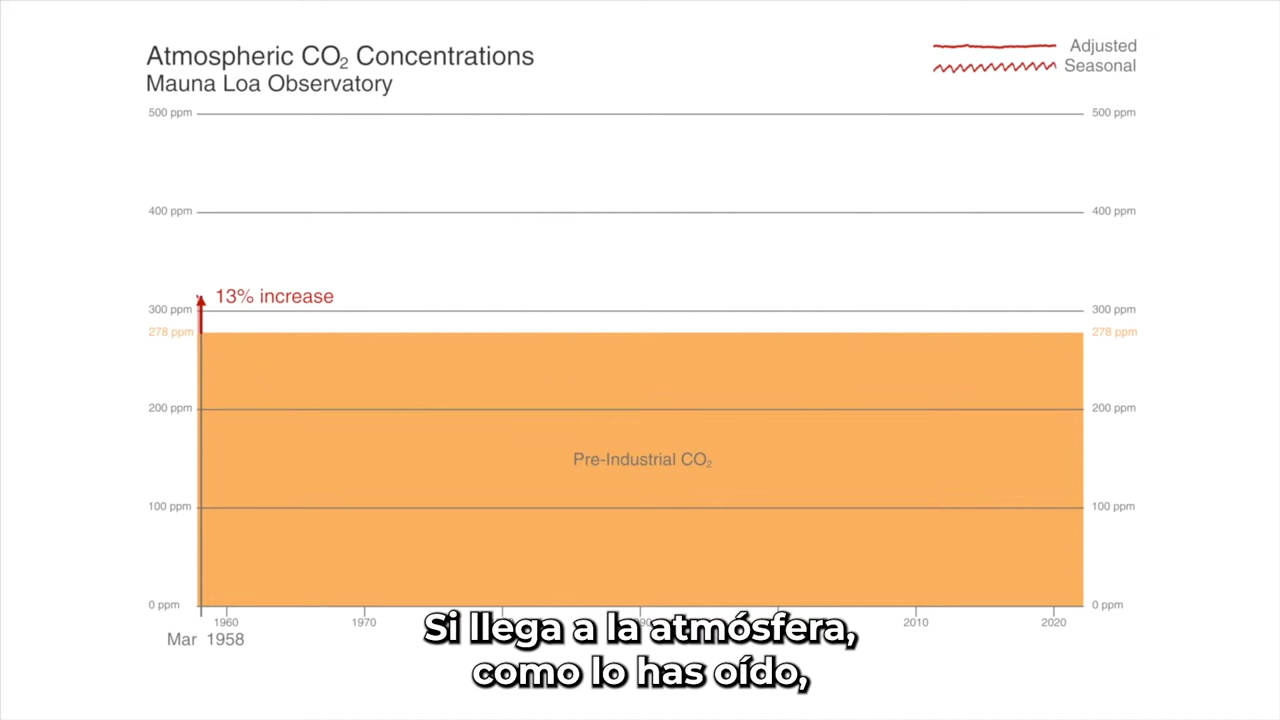 Atmospheric CO₂ Concentrations
Mauna Loa Observatory
Adjusted
Seasonal
500 ppm 500 ppm
400 ppm 400 ppm
13% increase
300 ppm 300 ppm
278 ppm 278 ppm
200 ppm 200 ppm
Pre-Industrial CO₂
100 ppm 100 ppm
0 ppm 0 ppm
1960 1970 2010 2020
Mar 1958
Si llega a la atmósfera,
como lo has oído,